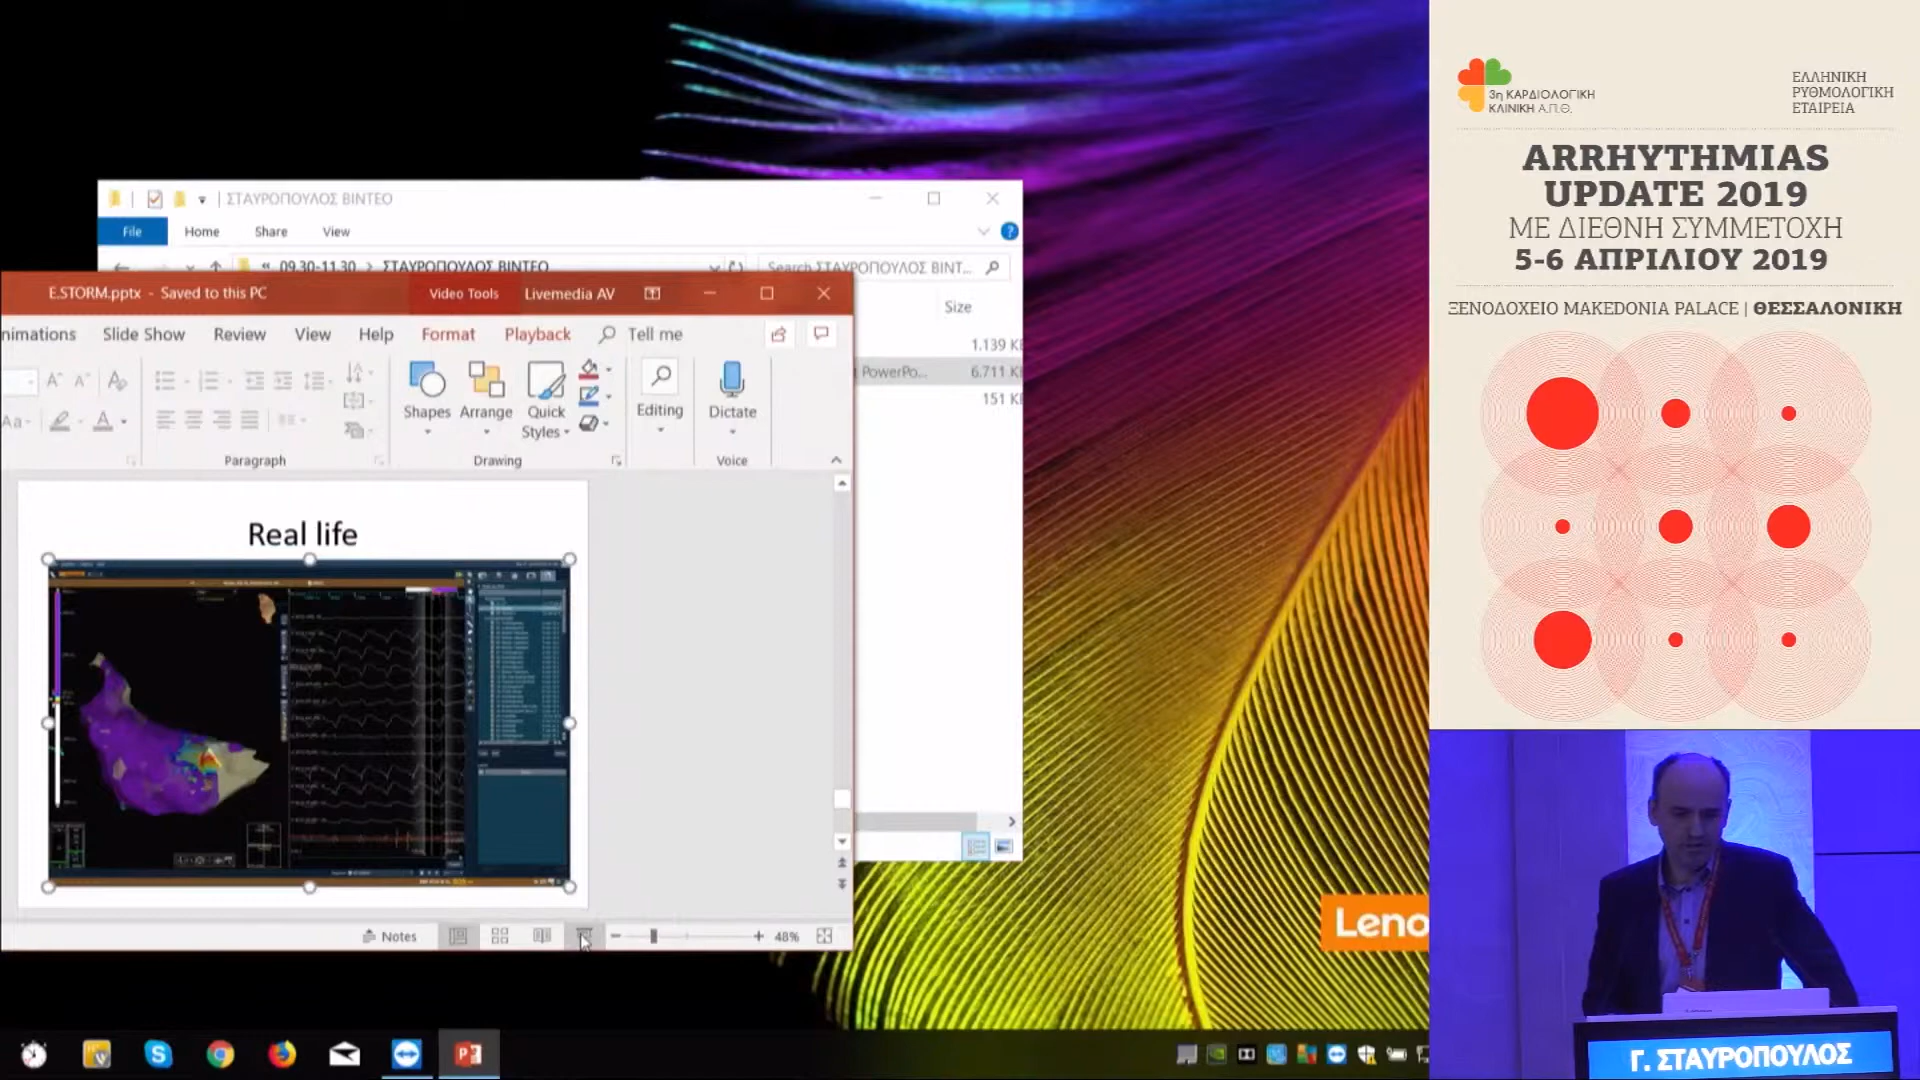 ΣΤΑΥΡΟΠΟΥΛΟΣ ΒΙΝΤΕΟ
File
Home
Share
View
09.30-11.30 > ΣΤΑΥΡΟΠΟΥΛΟΣ ΒΙΝΤΕΟ
Search ΣΤΑΥΡΟΠΟΥΛΟΣ ΒΙΝΤ...
Size
1.139 K
PowerPo...
6.711 K
151 K
E.STORM.pptx - Saved to this PC
Video Tools
Livemedia AV
nimations
Slide Show
Review
View
Help
Format
Playback
Tell me
Shapes
Arrange
Quick
Styles
Editing
Dictate
Paragraph
Drawing
Voice
Real life
Notes
48%
Leno
3η ΚΑΡΔΙΟΛΟΓΙΚΗ
ΚΛΙΝΙΚΗ Α.Π.Θ.
ΕΛΛΗΝΙΚΗ
ΡΥΘΜΟΛΟΓΙΚΗ
ΕΤΑΙΡΕΙΑ
ARRHYTHMIAS
UPDATE 2019
ΜΕ ΔΙΕΘΝΗ ΣΥΜΜΕΤΟΧΗ
5-6 ΑΠΡΙΛΙΟΥ 2019
ΞΕΝΟΔΟΧΕΙΟ MAKEDONIA PALACE | ΘΕΣΣΑΛΟΝΙΚΗ
Γ. ΣΤΑΥΡΟΠΟΥΛΟΣ